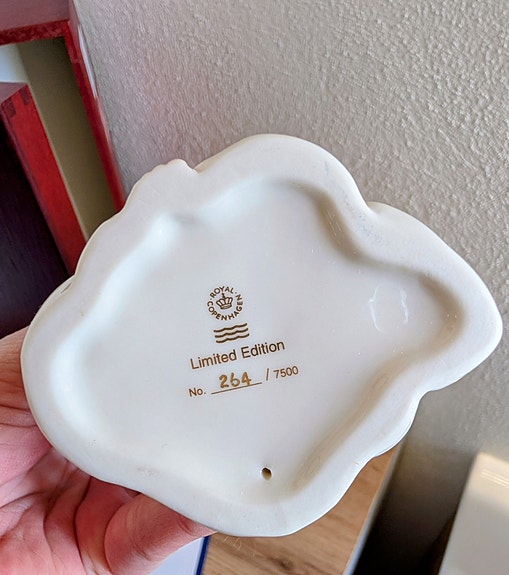 ROYAL
COPENHAGEN
Limited Edition
No. 264 / 7500